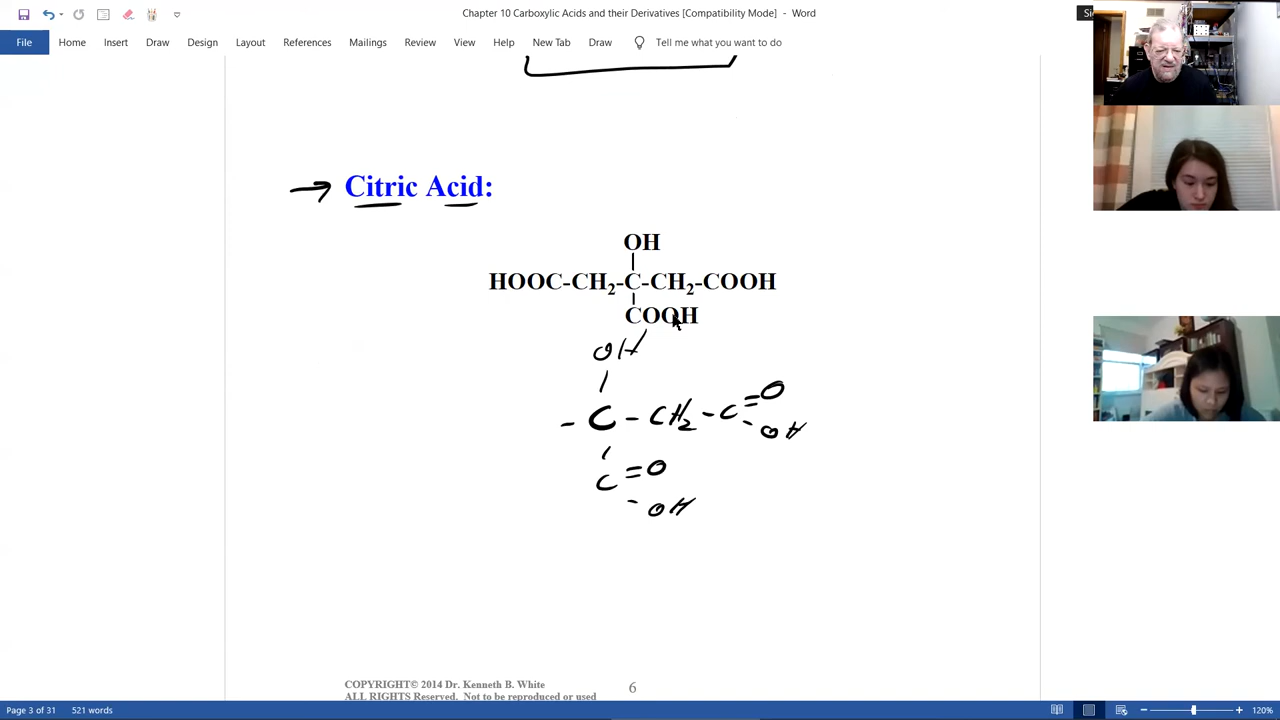 Chapter 10 Carboxylic Acids and their Derivatives [Compatibility Mode] - Word
File Home Insert Draw Design Layout References Mailings Review View Help New Tab Draw Tell me what you want to do
→ Citric Acid:
OH
HOOC-CH₂-C-CH₂-COOH
COOH
OH
- C - CH₂ - C =O
- OH
C =O
- OH
COPYRIGHT© 2014 Dr. Kenneth B. White
6
ALL RIGHTS Reserved. Not to be reproduced or used
Page 3 of 31 521 words 120%